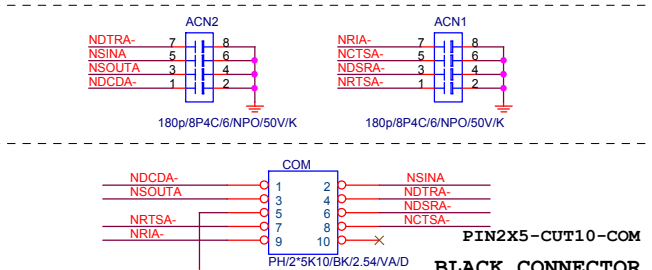 ACN2 ACN1
NDTRA- 7 8 NRIA- 7 8
NSINA 5 6 NCTSA- 5 6
NSOUTA 3 4 NDSRA- 3 4
NDCDA- 1 2 NRTSA- 1 2
180p/8P4C/6/NPO/50V/K 180p/8P4C/6/NPO/50V/K
COM
NDCDA- 1 2 NSINA
NSOUTA 3 4 NDTRA-
5 6 NDSRA-
NRTSA- 7 8 NCTSA-
NRIA- 9 10
PIN2X5-CUT10-COM
PH/2*5K10/BK/2.54/VA/D
BLACK CONNECTOR